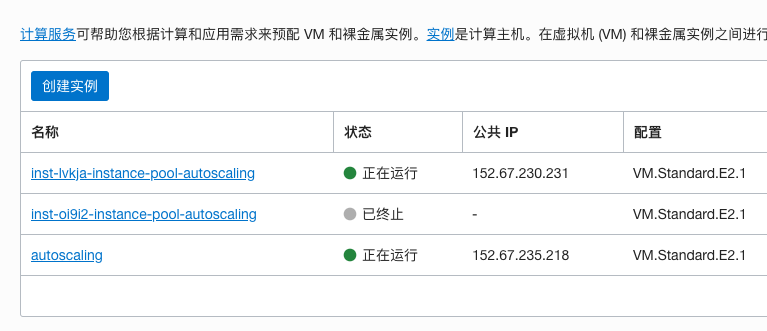 计算服务可帮助您根据计算和应用需求来预配 VM 和裸金属实例。实例是计算主机。在虚拟机 (VM) 和裸金属实例之间进行
创建实例
名称 状态 公共 IP 配置
inst-lvkja-instance-pool-autoscaling 正在运行 152.67.230.231 VM.Standard.E2.1
inst-oi9i2-instance-pool-autoscaling 已终止 - VM.Standard.E2.1
autoscaling 正在运行 152.67.235.218 VM.Standard.E2.1